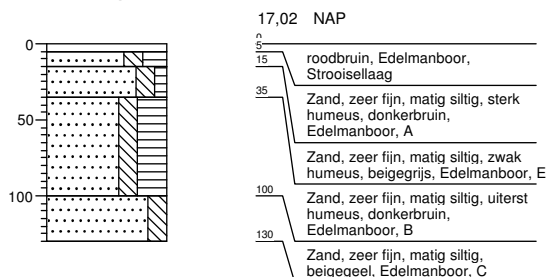 17,02 NAP
0
50
100
0
5
15
35
100
130
roodbruin, Edelmanboor,
Strooisellaag
Zand, zeer fijn, matig siltig, sterk
humeus, donkerbruin,
Edelmanboor, A
Zand, zeer fijn, matig siltig, zwak
humeus, beigegrijs, Edelmanboor, E
Zand, zeer fijn, matig siltig, uiterst
humeus, donkerbruin,
Edelmanboor, B
Zand, zeer fijn, matig siltig,
beigegeel, Edelmanboor, C